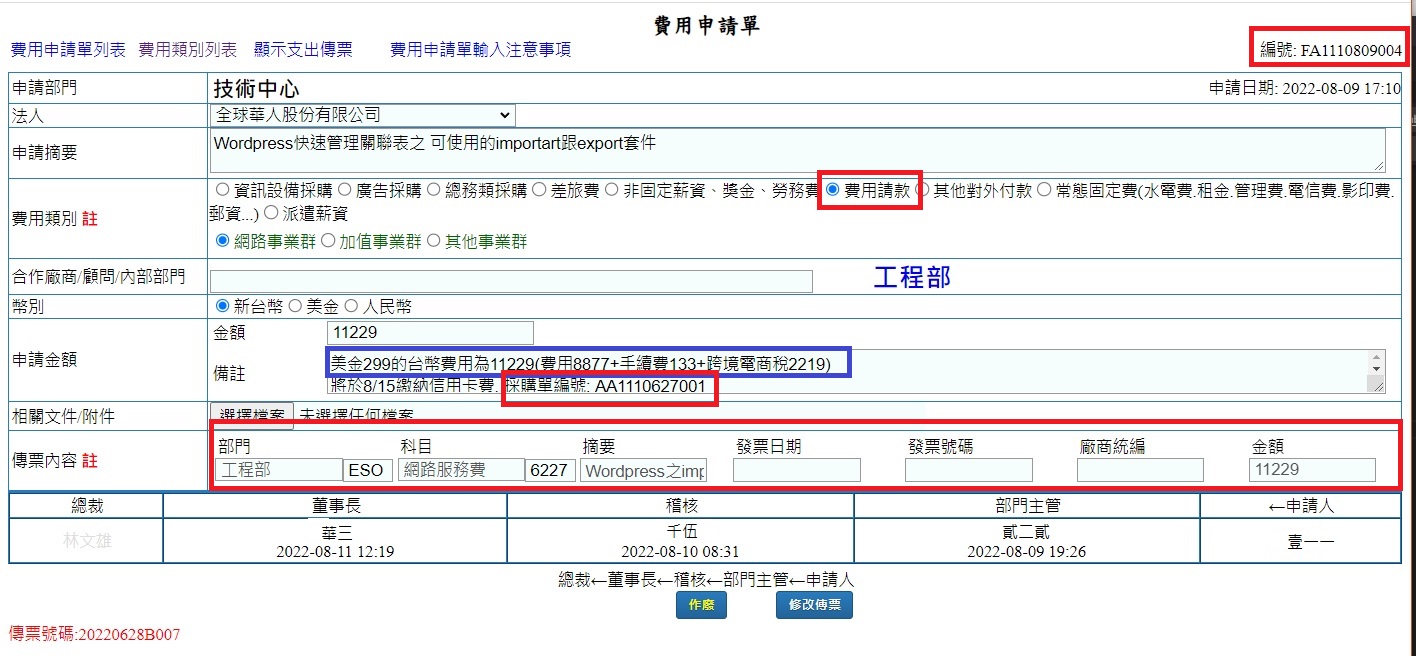 費用申請單
費用申請單列表 費用類別列表 顯示支出傳票 費用申請單輸入注意事項
編號: FA1110809004
申請部門 技術中心 申請日期: 2022-08-09 17:10
法人 全球華人股份有限公司
申請摘要 Wordpress快速管理關聯表之 可使用的importart跟export套件
費用類別 註 資訊設備採購 廣告採購 總務類採購 差旅費 非固定薪資、獎金、勞務費 費用請款 其他對外付款 常態固定費(水電費.租金.管理費.電信費.影印費.
郵資...) 派遣薪資
網路事業群 加值事業群 其他事業群
合作廠商/顧問/內部部門 工程部
幣別 新台幣 美金 人民幣
申請金額 金額 11229
備註 美金299的台幣費用為11229(費用8877+手續費133+跨境電商稅2219)
將於8/15繳納信用卡費. 採購單編號: AA1110627001
相關文件/附件 選擇檔案 未選擇任何檔案
傳票內容 註 部門 科目 摘要 發票日期 發票號碼 廠商統編 金額
工程部 ESO 網路服務費 6227 Wordpress之imp 11229
總裁 董事長 稽核 部門主管 ←申請人
林文雄 華三 千伍 貳二貳 壹一一
2022-08-11 12:19 2022-08-10 08:31 2022-08-09 19:26
總裁←董事長←稽核←部門主管←申請人
作廢 修改傳票
傳票號碼:20220628B007